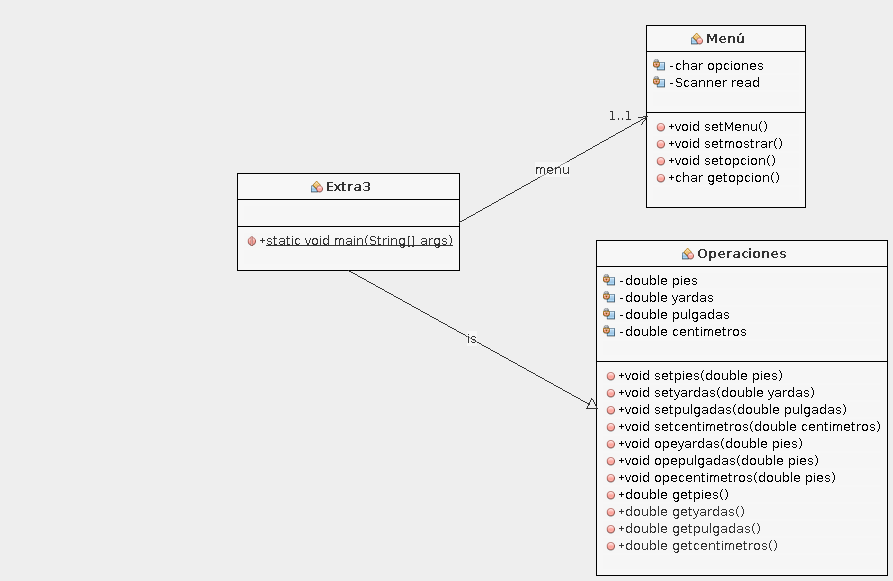 Menú
-char opciones
-Scanner read
+void setMenu()
+void setmostrar()
+void setopcion()
+char getopcion()
1..1
menu
Extra3
+static void main(String[] args)
is
Operaciones
-double pies
-double yardas
-double pulgadas
-double centimetros
+void setpies(double pies)
+void setyardas(double yardas)
+void setpulgadas(double pulgadas)
+void setcentimetros(double centimetros)
+void opeyardas(double pies)
+void opepulgadas(double pies)
+void opecentimetros(double pies)
+double getpies()
+double getyardas()
+double getpulgadas()
+double getcentimetros()